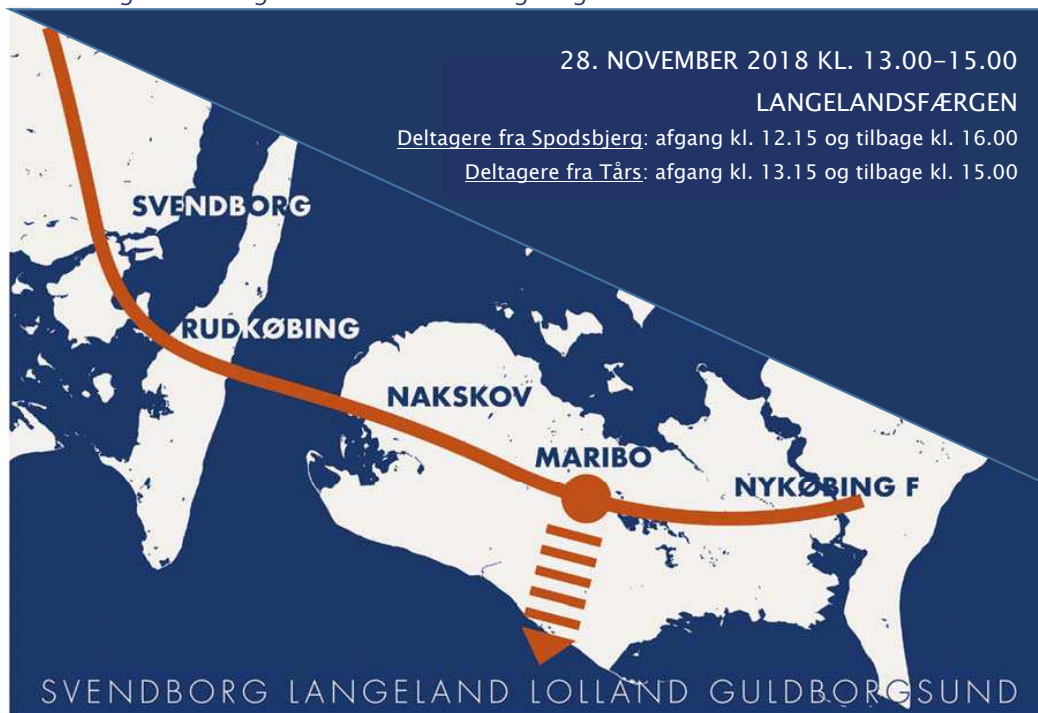 28. NOVEMBER 2018 KL. 13.00–15.00
LANGELANDSFÆRGEN
Deltagere fra Spodsbjerg: afgang kl. 12.15 og tilbage kl. 16.00
Deltagere fra Tårs: afgang kl. 13.15 og tilbage kl. 15.00
SVENDBORG
RUDKØBING
NAKSKOV
MARIBO
NYKØBING F
SVENDBORG LANGELAND LOLLAND GULDBORGSUND